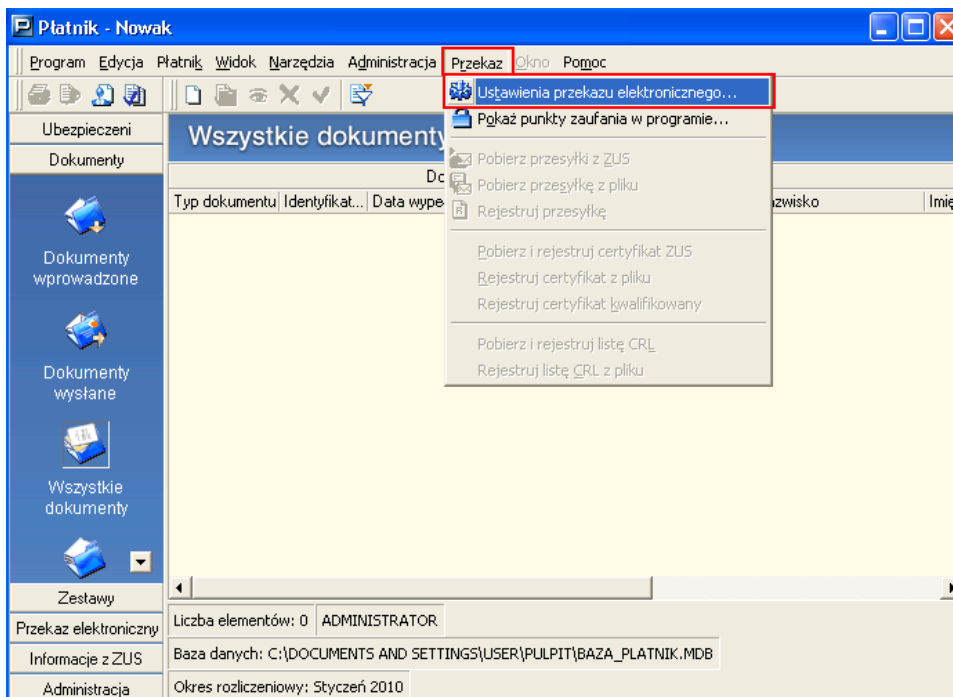 Płatnik - Nowak
Program Edycja Płatnik Widok Narzędzia Administracja Przekaz Okno Pomoc
Ustawienia przekazu elektronicznego...
Pokaż punkty zaufania w programie...
Pobierz przesyłki z ZUS
Pobierz przesyłkę z pliku
Rejestruj przesyłkę
Pobierz i rejestruj certyfikat ZUS
Rejestruj certyfikat z pliku
Rejestruj certyfikat kwalifikowany
Pobierz i rejestruj listę CRL
Rejestruj listę CRL z pliku
Ubezpieczeni
Dokumenty
Dokumenty
wprowadzone
Dokumenty
wysłane
Wszystkie
dokumenty
Zestawy
Przekaz elektroniczny
Informacje z ZUS
Administracja
Wszystkie dokumenty
Do
Typ dokumentu Identyfikat... Data wype zwisko Imię
Liczba elementów: 0 ADMINISTRATOR
Baza danych: C:\DOCUMENTS AND SETTINGS\USER\PULPIT\BAZA_PLATNIK.MDB
Okres rozliczeniowy: Styczeń 2010